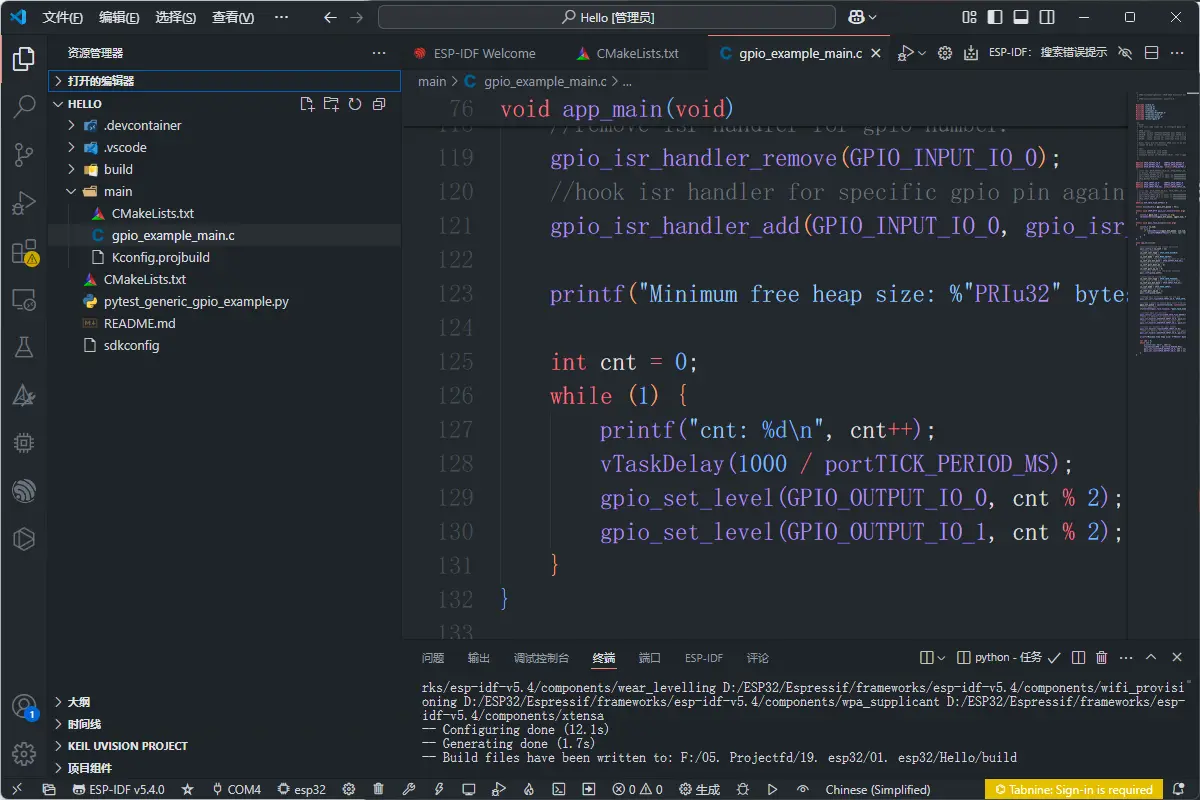 文件(F) 编辑(E) 选择(S) 查看(V) ··· Hello [管理员]
资源管理器
打开的编辑器
HELLO
.devcontainer
.vscode
build
main
CMakeLists.txt
gpio_example_main.c
Kconfig.projbuild
CMakeLists.txt
pytest_generic_gpio_example.py
README.md
sdkconfig
大纲
时间线
KEIL UVISION PROJECT
项目组件
ESP-IDF Welcome CMakeLists.txt gpio_example_main.c ESP-IDF: 搜索错误提示
main > gpio_example_main.c > ...
76 void app_main(void)
118 //remove isr handler for gpio number.
119 gpio_isr_handler_remove(GPIO_INPUT_IO_0);
120 //hook isr handler for specific gpio pin again
121 gpio_isr_handler_add(GPIO_INPUT_IO_0, gpio_isr_
122
123 printf("Minimum free heap size: %"PRIu32" bytes
124
125 int cnt = 0;
126 while (1) {
127 printf("cnt: %d\n", cnt++);
128 vTaskDelay(1000 / portTICK_PERIOD_MS);
129 gpio_set_level(GPIO_OUTPUT_IO_0, cnt % 2);
130 gpio_set_level(GPIO_OUTPUT_IO_1, cnt % 2);
131 }
132 }
133
问题 输出 调试控制台 终端 端口 ESP-IDF 评论 python - 任务
rks/esp-idf-v5.4/components/wear_levelling D:/ESP32/Espressif/frameworks/esp-idf-v5.4/components/wifi_provisi
oning D:/ESP32/Espressif/frameworks/esp-idf-v5.4/components/wpa_supplicant D:/ESP32/Espressif/frameworks/esp-
idf-v5.4/components/xtensa
-- Configuring done (12.1s)
-- Generating done (1.7s)
-- Build files have been written to: F:/05. Projectfd/19. esp32/01. esp32/Hello/build
ESP-IDF v5.4.0 COM4 esp32 0 0 生成 Chinese (Simplified) Tabnine: Sign-in is required